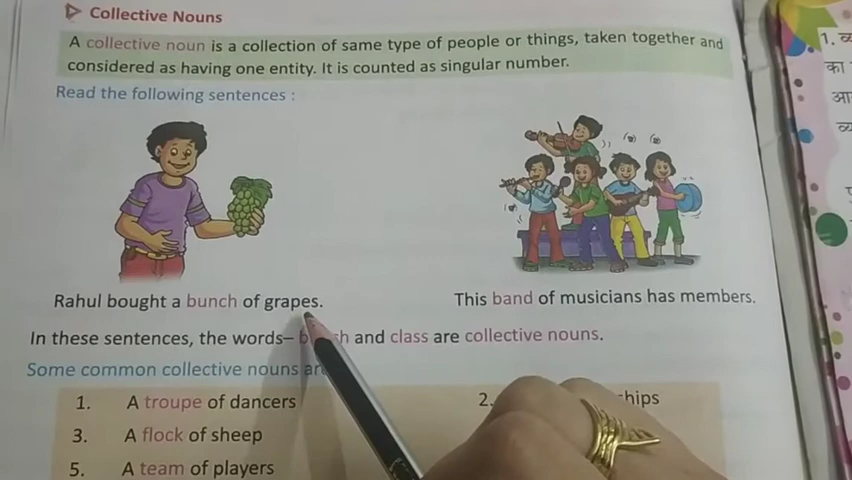 Collective Nouns
A collective noun is a collection of same type of people or things, taken together and
considered as having one entity. It is counted as singular number.
Read the following sentences :
Rahul bought a bunch of grapes.
This band of musicians has members.
In these sentences, the words– and class are collective nouns.
Some common collective nouns
1. A troupe of dancers
2.
3. A flock of sheep
5. A team of players
1.
का